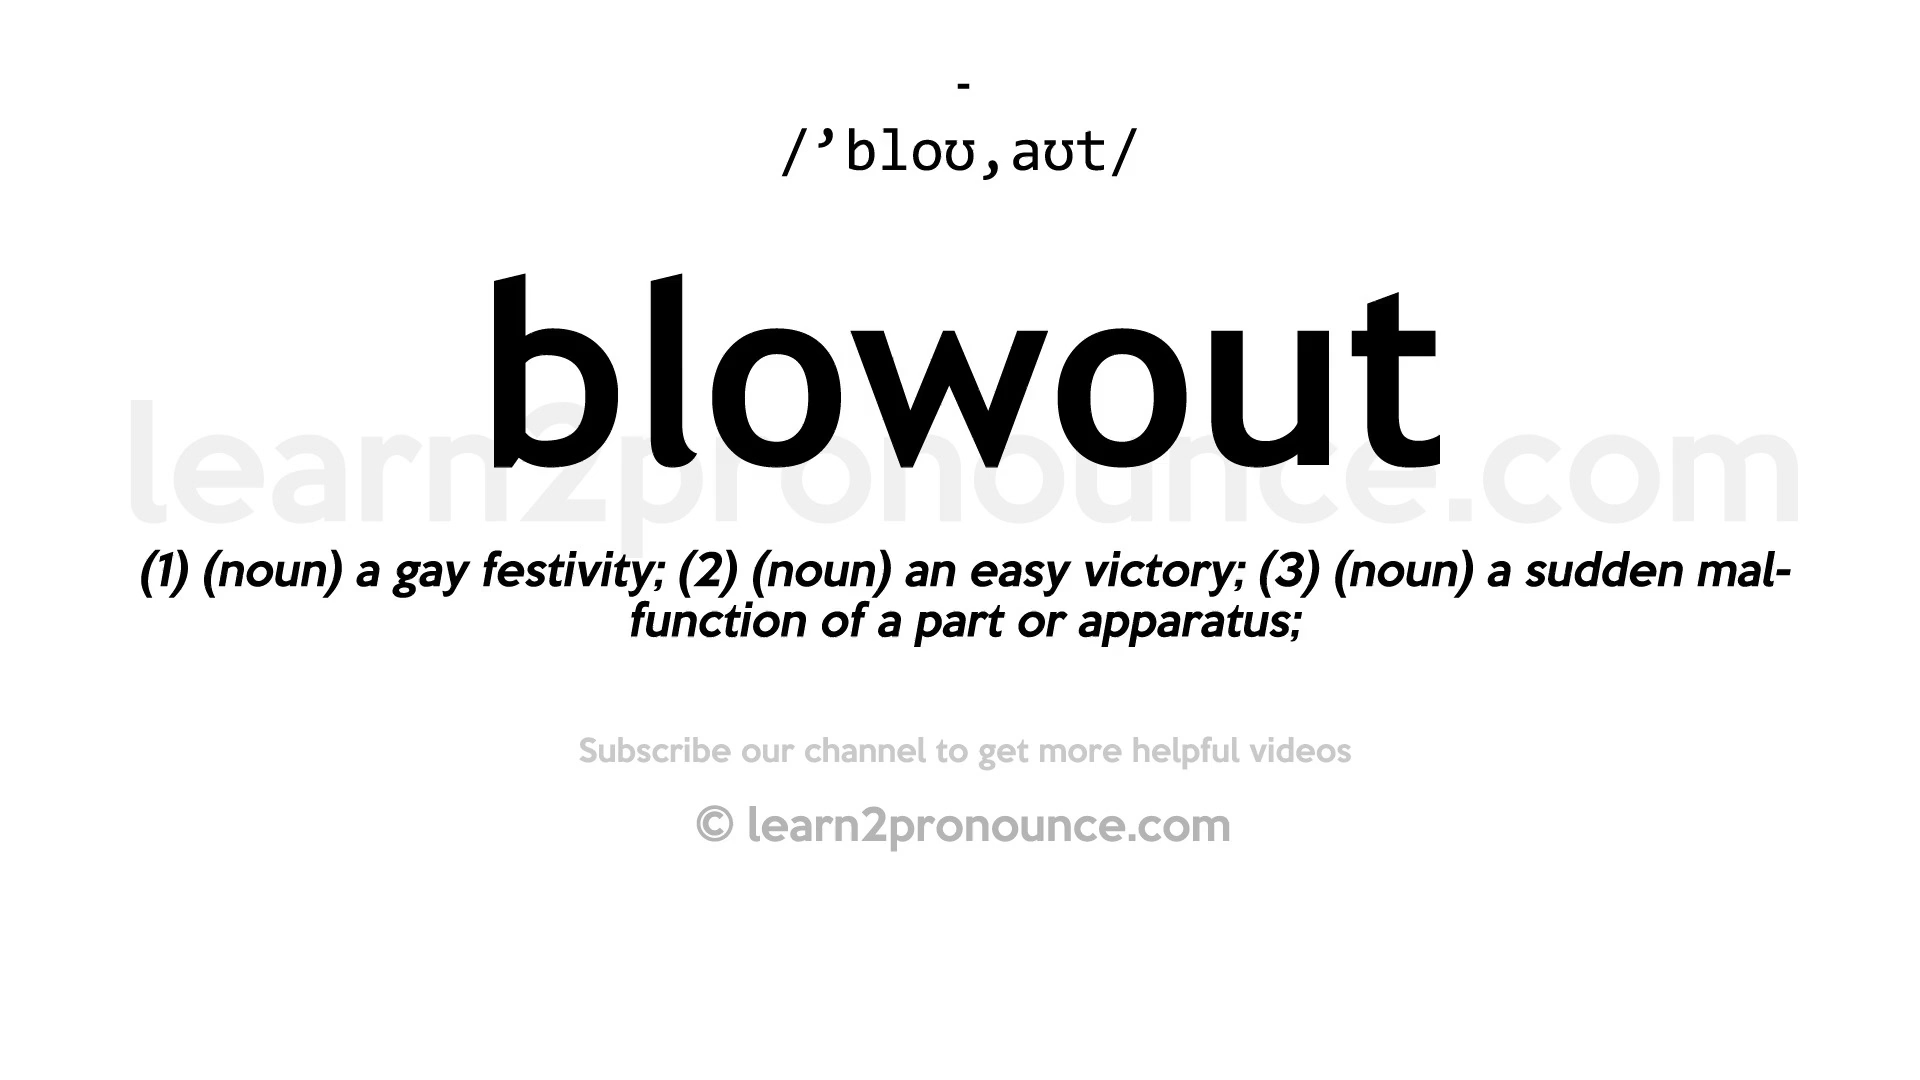 -
/’bloʊ,aʊt/
blowout
learn2pronounce.com
(1) (noun) a gay festivity; (2) (noun) an easy victory; (3) (noun) a sudden mal-
function of a part or apparatus;
Subscribe our channel to get more helpful videos
© learn2pronounce.com